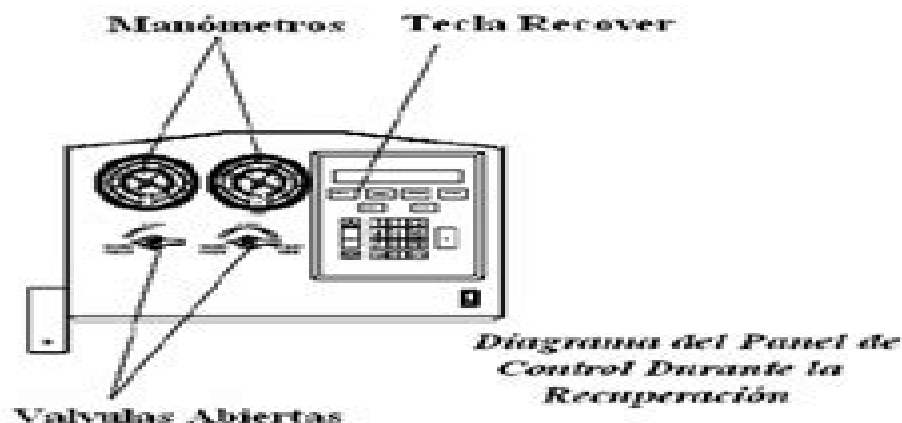 Manómetros Tecla Recover
Diagrama del Panel de
Control Durante la
Recuperación
Valvulas Abiertas